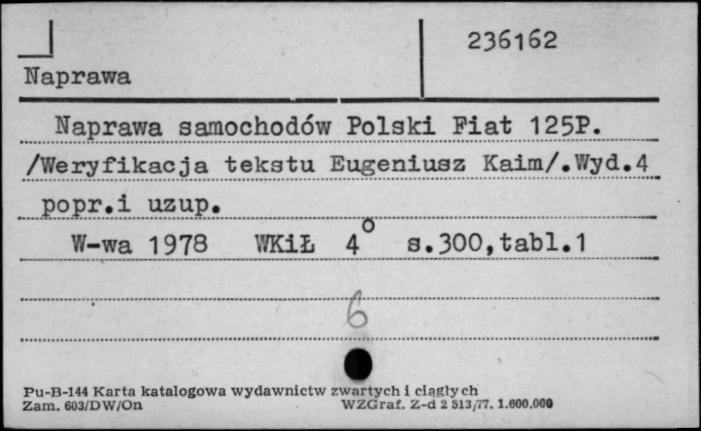 236162
Naprawa
Naprawa samochodów Polski Fiat 125P.
/Weryfikacja tekstu Eugeniusz Kaim/.Wyd.4
popr.i uzup.
W-wa 1978 WKiŁ 4° s.300,tabl.1
6
Pu-B-144 Karta katalogowa wydawnictw zwartych i ciągłych
Zam. 603/DW/On WZGraf. Z-d 2 513/77. 1.600.000